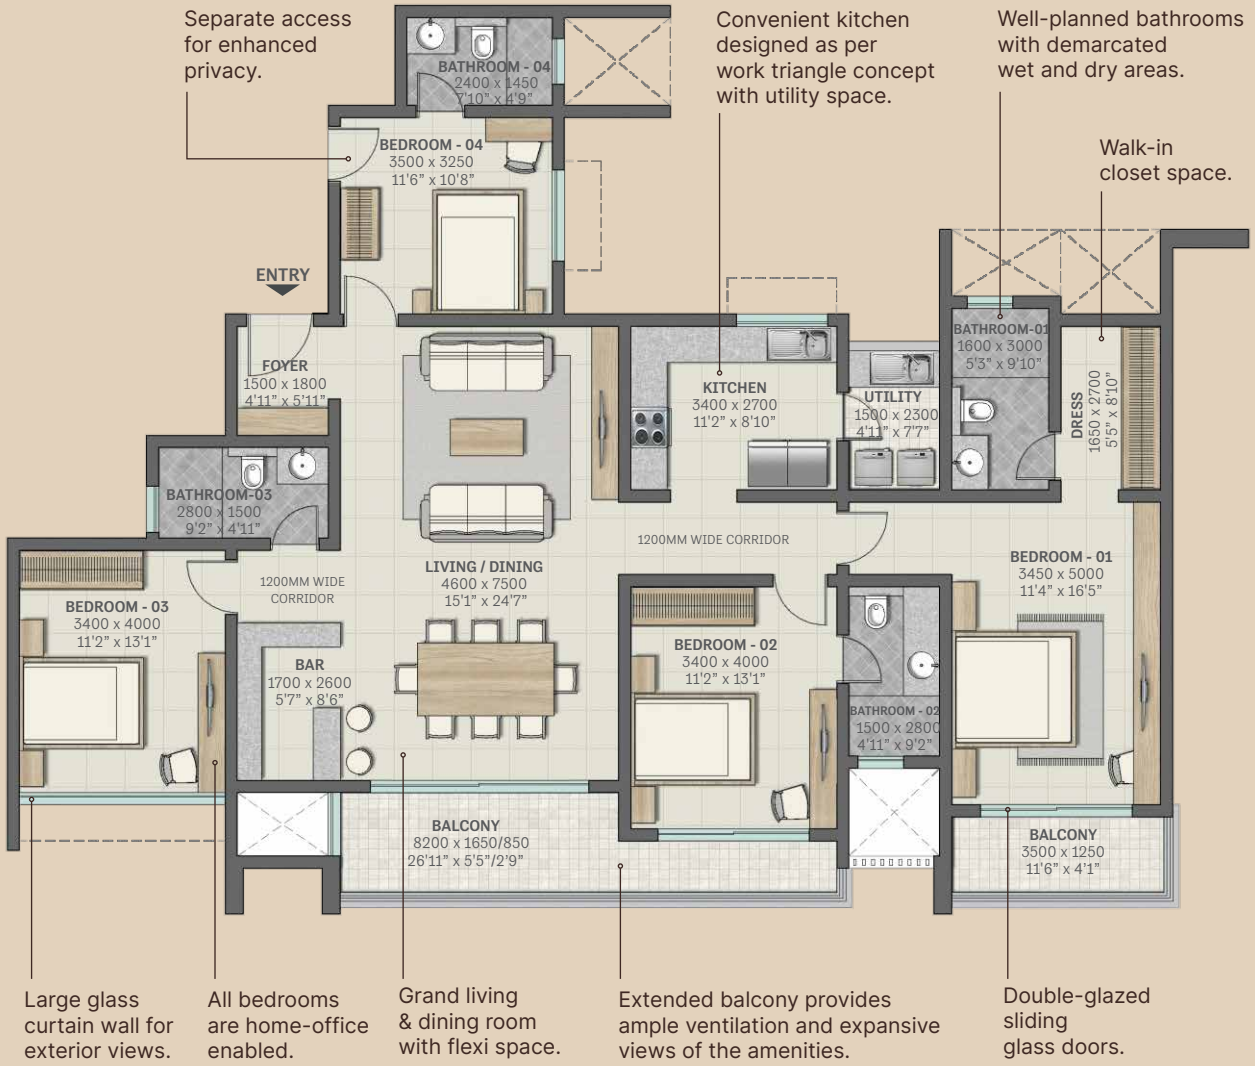 Separate access
for enhanced
privacy.
Convenient kitchen
designed as per
work triangle concept
with utility space.
Well-planned bathrooms
with demarcated
wet and dry areas.
Walk-in
closet space.
BATHROOM - 04
2400 x 1450
7'10" x 4'9"
BEDROOM - 04
3500 x 3250
11'6" x 10'8"
ENTRY
FOYER
1500 x 1800
4'11" x 5'11"
KITCHEN
3400 x 2700
11'2" x 8'10"
UTILITY
1500 x 2300
4'11" x 7'7"
BATHROOM-01
1600 x 3000
5'3" x 9'10"
DRESS
1650 x 2700
5'5" x 8'10"
BATHROOM-03
2800 x 1500
9'2" x 4'11"
1200MM WIDE CORRIDOR
BEDROOM - 01
3450 x 5000
11'4" x 16'5"
LIVING / DINING
4600 x 7500
15'1" x 24'7"
1200MM WIDE
CORRIDOR
BEDROOM - 03
3400 x 4000
11'2" x 13'1"
BAR
1700 x 2600
5'7" x 8'6"
BEDROOM - 02
3400 x 4000
11'2" x 13'1"
BATHROOM - 02
1500 x 2800
4'11" x 9'2"
BALCONY
8200 x 1650/850
26'11" x 5'5"/2'9"
BALCONY
3500 x 1250
11'6" x 4'1"
Large glass
curtain wall for
exterior views.
All bedrooms
are home-office
enabled.
Grand living
& dining room
with flexi space.
Extended balcony provides
ample ventilation and expansive
views of the amenities.
Double-glazed
sliding
glass doors.